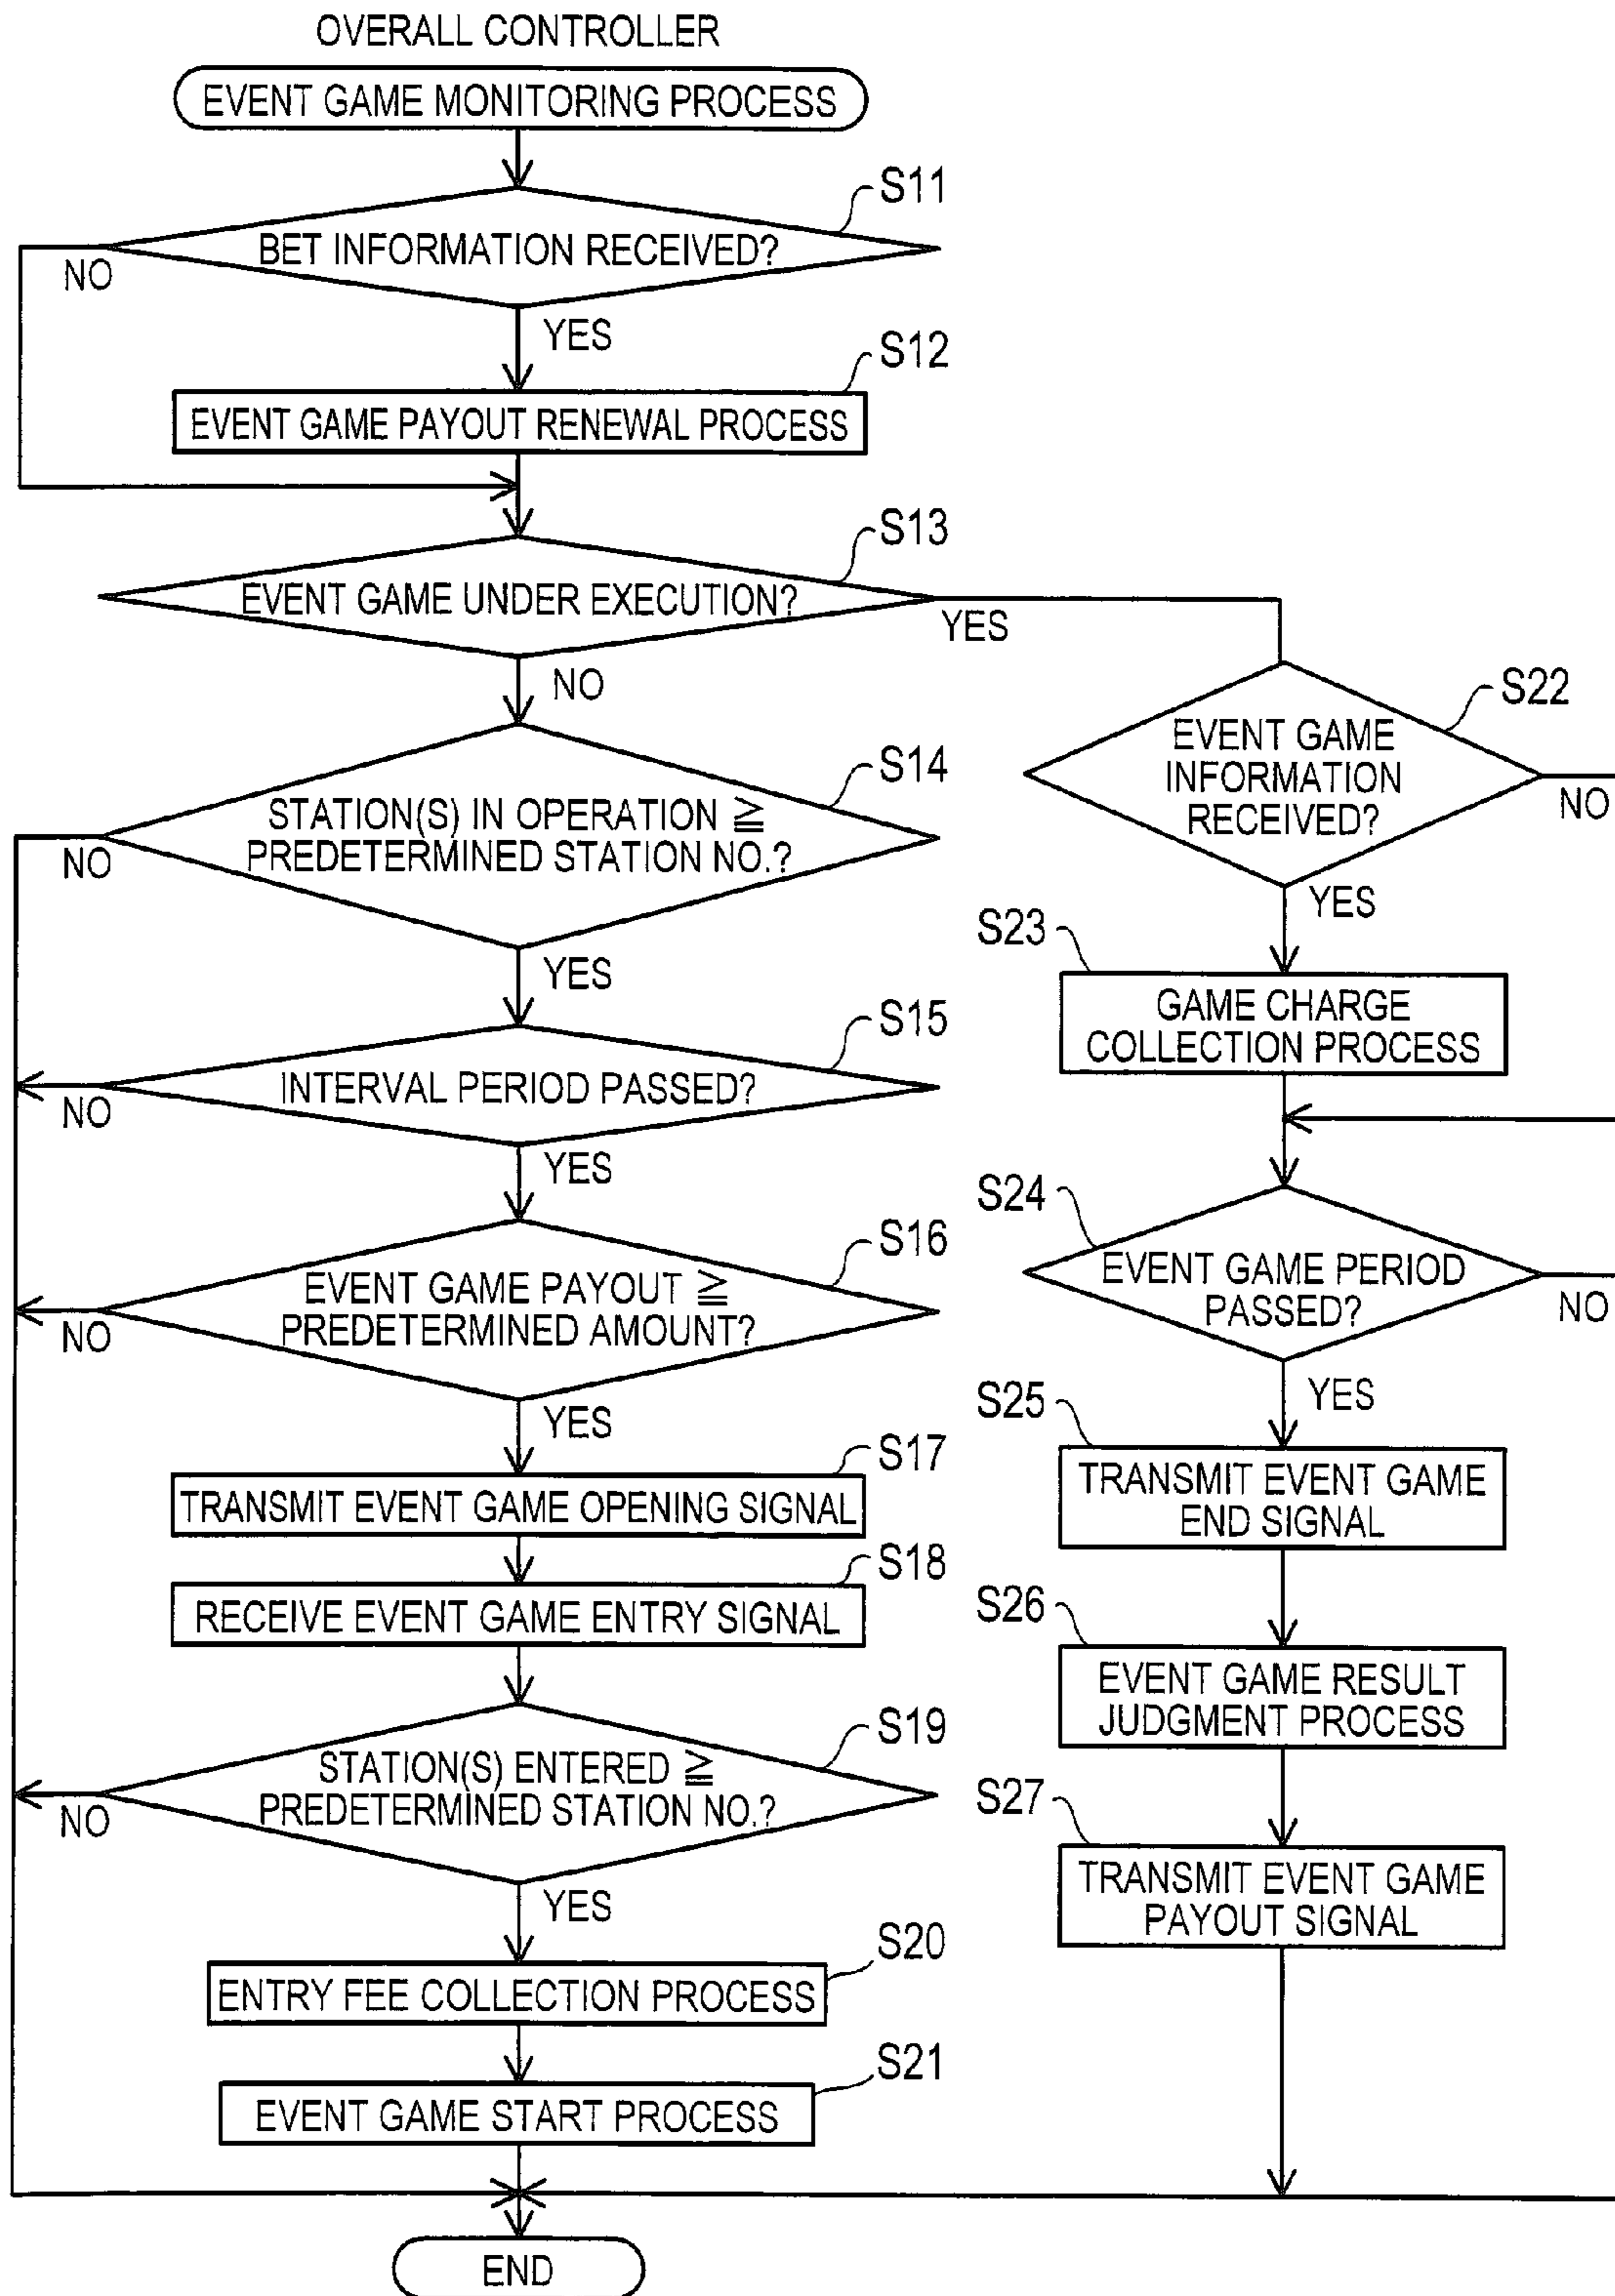 OVERALL CONTROLLER
EVENT GAME MONITORING PROCESS
S11
BET INFORMATION RECEIVED?
NO
YES
S12
EVENT GAME PAYOUT RENEWAL PROCESS
S13
EVENT GAME UNDER EXECUTION?
YES
NO
S14
STATION(S) IN OPERATION ≧
PREDETERMINED STATION NO.?
NO
YES
S15
INTERVAL PERIOD PASSED?
NO
YES
S16
EVENT GAME PAYOUT ≧
PREDETERMINED AMOUNT?
NO
YES
S17
TRANSMIT EVENT GAME OPENING SIGNAL
S18
RECEIVE EVENT GAME ENTRY SIGNAL
S19
STATION(S) ENTERED ≧
PREDETERMINED STATION NO.?
NO
YES
S20
ENTRY FEE COLLECTION PROCESS
S21
EVENT GAME START PROCESS
END
S22
EVENT GAME
INFORMATION
RECEIVED?
NO
YES
S23
GAME CHARGE
COLLECTION PROCESS
S24
EVENT GAME PERIOD
PASSED?
NO
YES
S25
TRANSMIT EVENT GAME
END SIGNAL
S26
EVENT GAME RESULT
JUDGMENT PROCESS
S27
TRANSMIT EVENT GAME
PAYOUT SIGNAL